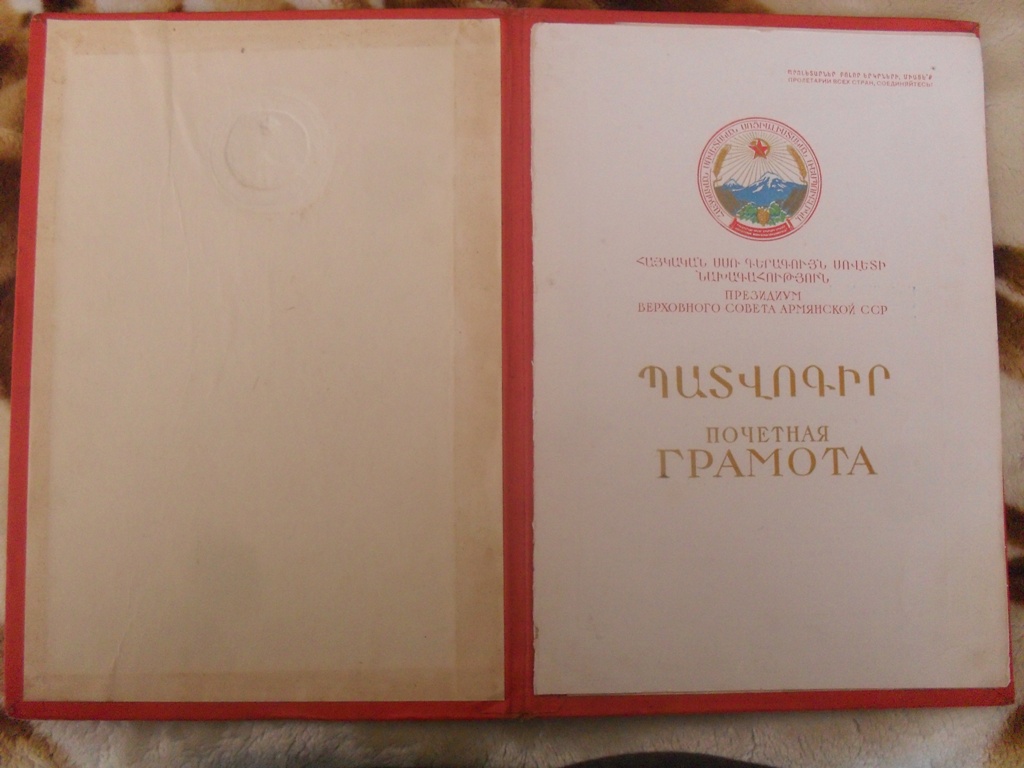 ՊՐՈԼԵՏԱՐՆԵՐ ԲՈԼՈՐ ԵՐԿՐՆԵՐԻ, ՄԻԱՑԵ՛Ք
ПРОЛЕТАРИИ ВСЕХ СТРАН, СОЕДИНЯЙТЕСЬ!
ՀԱՅԿԱԿԱՆ ՍՍՌ ԳԵՐԱԳՈՒՅՆ ՍՈՎԵՏԻ
ՆԱԽԱԳԱՀՈՒԹՅՈՒՆ
ПРЕЗИДИУМ
ВЕРХОВНОГО СОВЕТА АРМЯНСКОЙ ССР
ՊԱՏՎՈԳԻՐ
ПОЧЕТНАЯ
ГРАМОТА